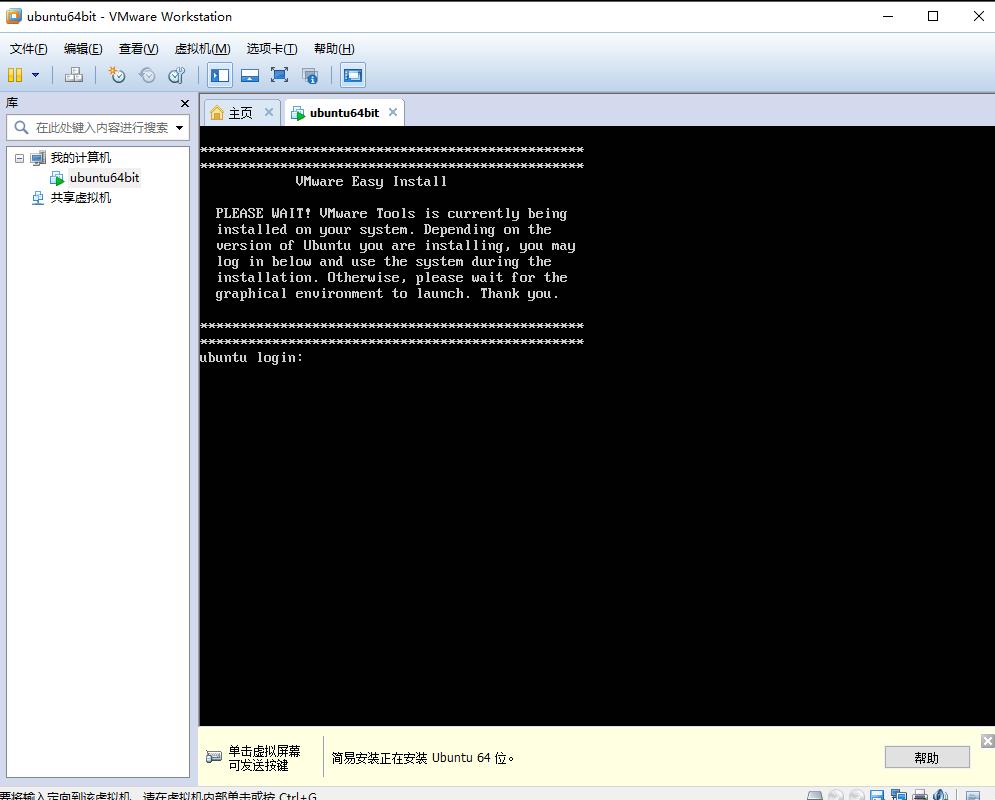 ubuntu64bit - VMware Workstation
文件(F) 编辑(E) 查看(V) 虚拟机(M) 选项卡(T) 帮助(H)
库
在此处键入内容进行搜索
我的计算机
ubuntu64bit
共享虚拟机
主页 ubuntu64bit
************************************************
************************************************
VMware Easy Install
PLEASE WAIT! VMware Tools is currently being
installed on your system. Depending on the
version of Ubuntu you are installing, you may
log in below and use the system during the
installation. Otherwise, please wait for the
graphical environment to launch. Thank you.
************************************************
************************************************
ubuntu login:
单击虚拟屏幕
可发送按键
简易安装正在安装 Ubuntu 64 位。
帮助
要将输入定向到该虚拟机，请在虚拟机内部单击或按 Ctrl+G